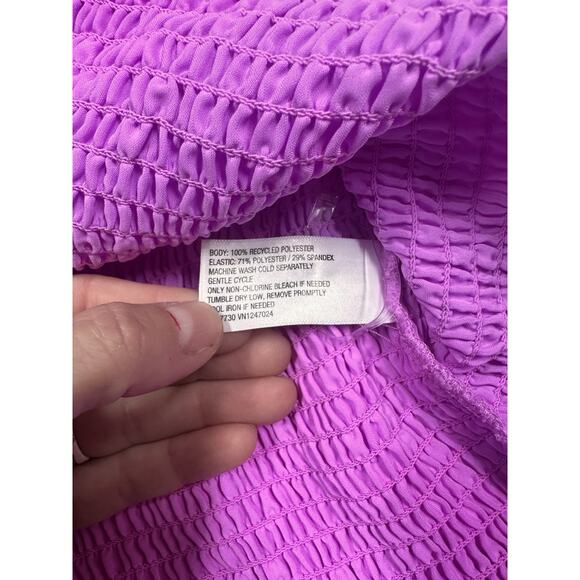 BODY: 100% RECYCLED POLYESTER
ELASTIC: 71% POLYESTER / 29% SPANDEX
MACHINE WASH COLD SEPARATELY
GENTLE CYCLE
ONLY NON-CHLORINE BLEACH IF NEEDED
TUMBLE DRY LOW, REMOVE PROMPTLY
IRON IF NEEDED
VN1247024